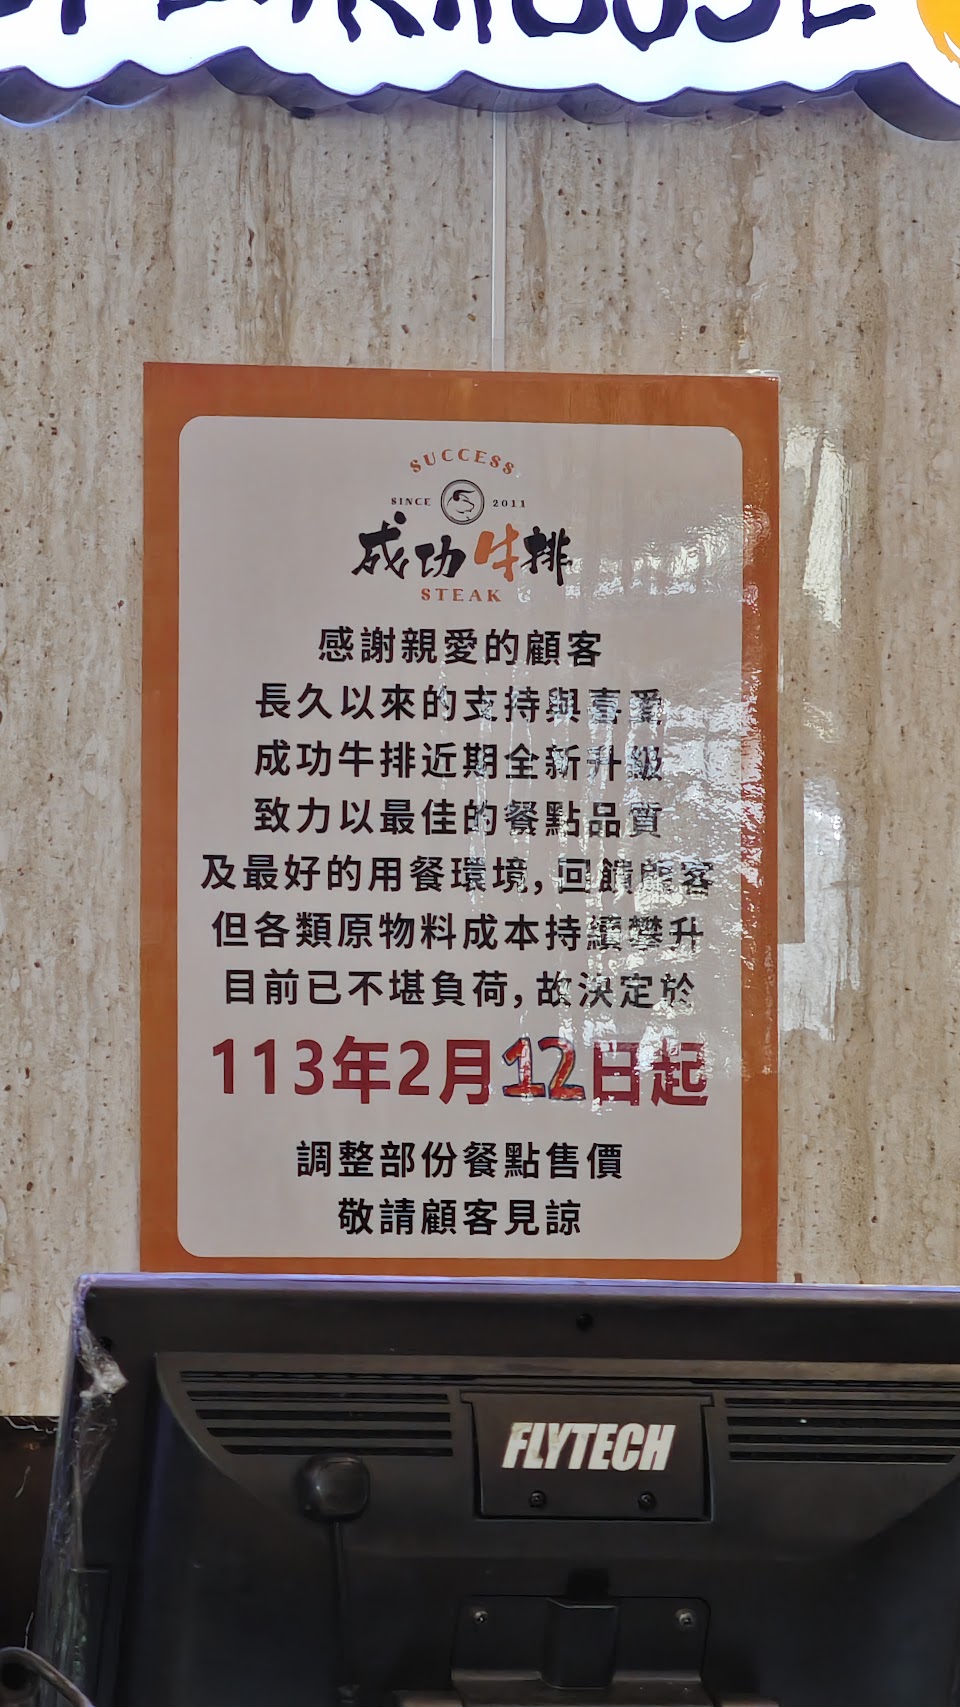 STEAKHOUSE
SUCCESS
SINCE 2011
成功牛排
STEAK
感謝親愛的顧客
長久以來的支持與喜愛
成功牛排近期全新升級
致力以最佳的餐點品質
及最好的用餐環境,回饋顧客
但各類原物料成本持續攀升
目前已不堪負荷,故決定於
113年2月12日起
調整部份餐點售價
敬請顧客見諒
FLYTECH